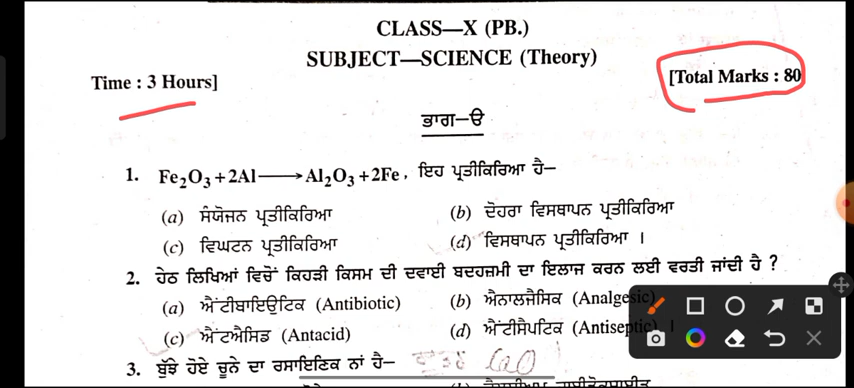 CLASS—X (PB.)
SUBJECT—SCIENCE (Theory)
Time : 3 Hours] [Total Marks : 80
ਭਾਗ—ੳ
1. Fe₂O₃+2Al⟶Al₂O₃+2Fe, ਇਹ ਪ੍ਰਤੀਕਿਰਿਆ ਹੈ—
(a) ਸੰਯੋਜਨ ਪ੍ਰਤੀਕਿਰਿਆ (b) ਦੋਹਰਾ ਵਿਸਥਾਪਨ ਪ੍ਰਤੀਕਿਰਿਆ
(c) ਵਿਘਟਨ ਪ੍ਰਤੀਕਿਰਿਆ (d) ਵਿਸਥਾਪਨ ਪ੍ਰਤੀਕਿਰਿਆ ।
2. ਹੇਠ ਲਿਖਿਆਂ ਵਿਚੋਂ ਕਿਹੜੀ ਕਿਸਮ ਦੀ ਦਵਾਈ ਬਦਹਜ਼ਮੀ ਦਾ ਇਲਾਜ ਕਰਨ ਲਈ ਵਰਤੀ ਜਾਂਦੀ ਹੈ ?
(a) ਐਂਟੀਬਾਇਉਟਿਕ (Antibiotic) (b) ਐਨਾਲਜੈਸਿਕ (Analgesic)
(c) ਐਂਟਐਸਿਡ (Antacid) (d) ਐਂਟੀਸੈਪਟਿਕ (Antiseptic) ।
3. ਬੁੱਝੇ ਹੋਏ ਚੂਨੇ ਦਾ ਰਸਾਇਣਿਕ ਨਾਂ ਹੈ— CaO